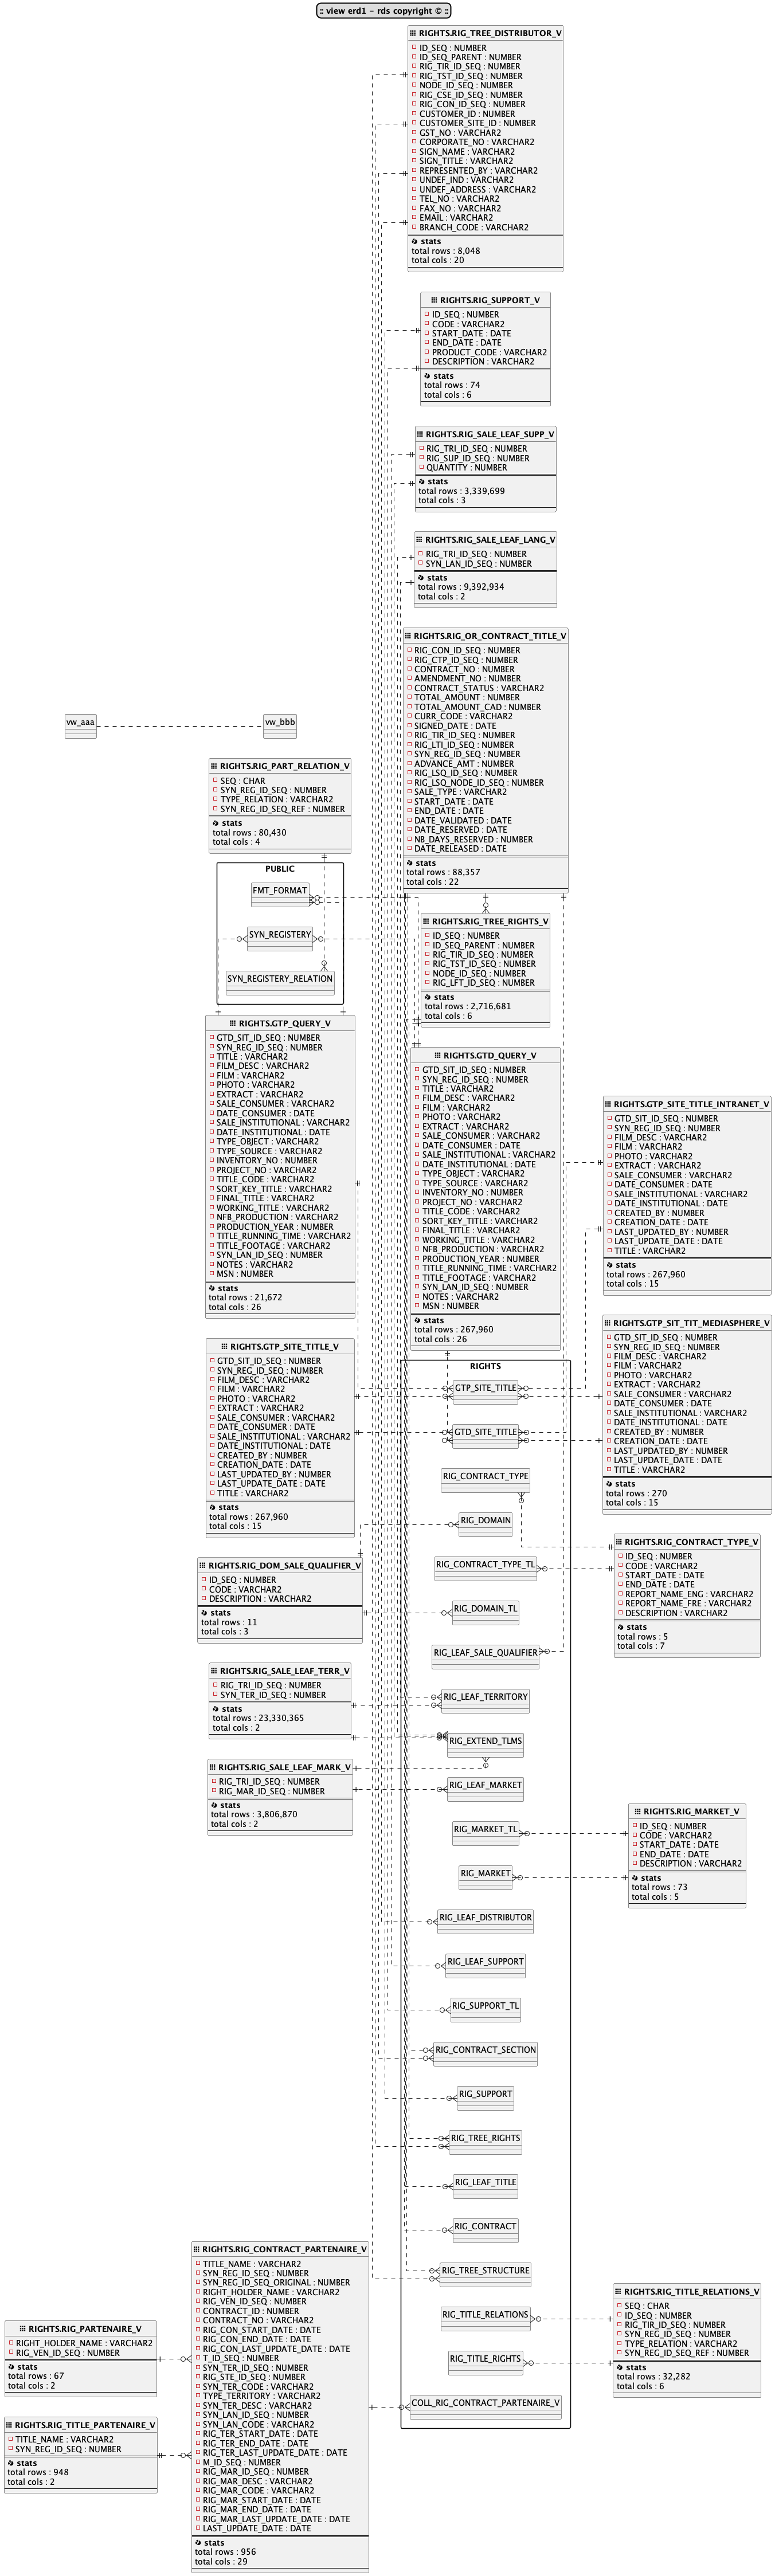 :: view erd1 - rds copyright © ::
RIGHTS.RIG_TREE_DISTRIBUTOR_V
ID_SEQ : NUMBER
ID_SEQ_PARENT : NUMBER
RIG_TIR_ID_SEQ : NUMBER
RIG_TST_ID_SEQ : NUMBER
NODE_ID_SEQ : NUMBER
RIG_CSE_ID_SEQ : NUMBER
RIG_CON_ID_SEQ : NUMBER
CUSTOMER_ID : NUMBER
CUSTOMER_SITE_ID : NUMBER
GST_NO : VARCHAR2
CORPORATE_NO : VARCHAR2
SIGN_NAME : VARCHAR2
SIGN_TITLE : VARCHAR2
REPRESENTED_BY : VARCHAR2
UNDEF_IND : VARCHAR2
UNDEF_ADDRESS : VARCHAR2
TEL_NO : VARCHAR2
FAX_NO : VARCHAR2
EMAIL : VARCHAR2
BRANCH_CODE : VARCHAR2
stats
total rows : 8,048
total cols : 20
RIGHTS.RIG_SUPPORT_V
ID_SEQ : NUMBER
CODE : VARCHAR2
START_DATE : DATE
END_DATE : DATE
PRODUCT_CODE : VARCHAR2
DESCRIPTION : VARCHAR2
stats
total rows : 74
total cols : 6
RIGHTS.RIG_SALE_LEAF_SUPP_V
RIG_TRI_ID_SEQ : NUMBER
RIG_SUP_ID_SEQ : NUMBER
QUANTITY : NUMBER
stats
total rows : 3,339,699
total cols : 3
RIGHTS.RIG_SALE_LEAF_LANG_V
RIG_TRI_ID_SEQ : NUMBER
SYN_LAN_ID_SEQ : NUMBER
stats
total rows : 9,392,934
total cols : 2
RIGHTS.RIG_OR_CONTRACT_TITLE_V
RIG_CON_ID_SEQ : NUMBER
RIG_CTP_ID_SEQ : NUMBER
CONTRACT_NO : NUMBER
AMENDMENT_NO : NUMBER
CONTRACT_STATUS : VARCHAR2
TOTAL_AMOUNT : NUMBER
TOTAL_AMOUNT_CAD : NUMBER
CURR_CODE : VARCHAR2
SIGNED_DATE : DATE
RIG_TIR_ID_SEQ : NUMBER
RIG_LTI_ID_SEQ : NUMBER
SYN_REG_ID_SEQ : NUMBER
ADVANCE_AMT : NUMBER
RIG_LSQ_ID_SEQ : NUMBER
RIG_LSQ_NODE_ID_SEQ : NUMBER
SALE_TYPE : VARCHAR2
START_DATE : DATE
END_DATE : DATE
DATE_VALIDATED : DATE
DATE_RESERVED : DATE
NB_DAYS_RESERVED : NUMBER
DATE_RELEASED : DATE
stats
total rows : 88,357
total cols : 22
vw_aaa
vw_bbb
RIGHTS.RIG_PART_RELATION_V
SEQ : CHAR
SYN_REG_ID_SEQ : NUMBER
TYPE_RELATION : VARCHAR2
SYN_REG_ID_SEQ_REF : NUMBER
stats
total rows : 80,430
total cols : 4
PUBLIC
FMT_FORMAT
SYN_REGISTERY
SYN_REGISTERY_RELATION
RIGHTS.RIG_TREE_RIGHTS_V
ID_SEQ : NUMBER
ID_SEQ_PARENT : NUMBER
RIG_TIR_ID_SEQ : NUMBER
RIG_TST_ID_SEQ : NUMBER
NODE_ID_SEQ : NUMBER
RIG_LFT_ID_SEQ : NUMBER
stats
total rows : 2,716,681
total cols : 6
RIGHTS.GTP_QUERY_V
GTD_SIT_ID_SEQ : NUMBER
SYN_REG_ID_SEQ : NUMBER
TITLE : VARCHAR2
FILM_DESC : VARCHAR2
FILM : VARCHAR2
PHOTO : VARCHAR2
EXTRACT : VARCHAR2
SALE_CONSUMER : VARCHAR2
DATE_CONSUMER : DATE
SALE_INSTITUTIONAL : VARCHAR2
DATE_INSTITUTIONAL : DATE
TYPE_OBJECT : VARCHAR2
TYPE_SOURCE : VARCHAR2
INVENTORY_NO : NUMBER
PROJECT_NO : VARCHAR2
TITLE_CODE : VARCHAR2
SORT_KEY_TITLE : VARCHAR2
FINAL_TITLE : VARCHAR2
WORKING_TITLE : VARCHAR2
NFB_PRODUCTION : VARCHAR2
PRODUCTION_YEAR : NUMBER
TITLE_RUNNING_TIME : VARCHAR2
TITLE_FOOTAGE : VARCHAR2
SYN_LAN_ID_SEQ : NUMBER
NOTES : VARCHAR2
MSN : NUMBER
stats
total rows : 21,672
total cols : 26
RIGHTS.GTD_QUERY_V
GTD_SIT_ID_SEQ : NUMBER
SYN_REG_ID_SEQ : NUMBER
TITLE : VARCHAR2
FILM_DESC : VARCHAR2
FILM : VARCHAR2
PHOTO : VARCHAR2
EXTRACT : VARCHAR2
SALE_CONSUMER : VARCHAR2
DATE_CONSUMER : DATE
SALE_INSTITUTIONAL : VARCHAR2
DATE_INSTITUTIONAL : DATE
TYPE_OBJECT : VARCHAR2
TYPE_SOURCE : VARCHAR2
INVENTORY_NO : NUMBER
PROJECT_NO : VARCHAR2
TITLE_CODE : VARCHAR2
SORT_KEY_TITLE : VARCHAR2
FINAL_TITLE : VARCHAR2
WORKING_TITLE : VARCHAR2
NFB_PRODUCTION : VARCHAR2
PRODUCTION_YEAR : NUMBER
TITLE_RUNNING_TIME : VARCHAR2
TITLE_FOOTAGE : VARCHAR2
SYN_LAN_ID_SEQ : NUMBER
NOTES : VARCHAR2
MSN : NUMBER
stats
total rows : 267,960
total cols : 26
RIGHTS.GTP_SITE_TITLE_INTRANET_V
GTD_SIT_ID_SEQ : NUMBER
SYN_REG_ID_SEQ : NUMBER
FILM_DESC : VARCHAR2
FILM : VARCHAR2
PHOTO : VARCHAR2
EXTRACT : VARCHAR2
SALE_CONSUMER : VARCHAR2
DATE_CONSUMER : DATE
SALE_INSTITUTIONAL : VARCHAR2
DATE_INSTITUTIONAL : DATE
CREATED_BY : NUMBER
CREATION_DATE : DATE
LAST_UPDATED_BY : NUMBER
LAST_UPDATE_DATE : DATE
TITLE : VARCHAR2
stats
total rows : 267,960
total cols : 15
RIGHTS.GTP_SIT_TIT_MEDIASPHERE_V
GTD_SIT_ID_SEQ : NUMBER
SYN_REG_ID_SEQ : NUMBER
FILM_DESC : VARCHAR2
FILM : VARCHAR2
PHOTO : VARCHAR2
EXTRACT : VARCHAR2
SALE_CONSUMER : VARCHAR2
DATE_CONSUMER : DATE
SALE_INSTITUTIONAL : VARCHAR2
DATE_INSTITUTIONAL : DATE
CREATED_BY : NUMBER
CREATION_DATE : DATE
LAST_UPDATED_BY : NUMBER
LAST_UPDATE_DATE : DATE
TITLE : VARCHAR2
stats
total rows : 270
total cols : 15
RIGHTS.GTP_SITE_TITLE_V
GTD_SIT_ID_SEQ : NUMBER
SYN_REG_ID_SEQ : NUMBER
FILM_DESC : VARCHAR2
FILM : VARCHAR2
PHOTO : VARCHAR2
EXTRACT : VARCHAR2
SALE_CONSUMER : VARCHAR2
DATE_CONSUMER : DATE
SALE_INSTITUTIONAL : VARCHAR2
DATE_INSTITUTIONAL : DATE
CREATED_BY : NUMBER
CREATION_DATE : DATE
LAST_UPDATED_BY : NUMBER
LAST_UPDATE_DATE : DATE
TITLE : VARCHAR2
stats
total rows : 267,960
total cols : 15
RIGHTS
GTP_SITE_TITLE
GTD_SITE_TITLE
RIG_CONTRACT_TYPE
RIG_DOMAIN
RIG_CONTRACT_TYPE_TL
RIG_DOMAIN_TL
RIG_LEAF_SALE_QUALIFIER
RIG_LEAF_TERRITORY
RIG_EXTEND_TLMS
RIG_LEAF_MARKET
RIG_MARKET_TL
RIG_MARKET
RIG_LEAF_DISTRIBUTOR
RIG_LEAF_SUPPORT
RIG_SUPPORT_TL
RIG_CONTRACT_SECTION
RIG_SUPPORT
RIG_TREE_RIGHTS
RIG_LEAF_TITLE
RIG_CONTRACT
RIG_TREE_STRUCTURE
RIG_TITLE_RELATIONS
RIG_TITLE_RIGHTS
COLL_RIG_CONTRACT_PARTENAIRE_V
RIGHTS.RIG_CONTRACT_TYPE_V
ID_SEQ : NUMBER
CODE : VARCHAR2
START_DATE : DATE
END_DATE : DATE
REPORT_NAME_ENG : VARCHAR2
REPORT_NAME_FRE : VARCHAR2
DESCRIPTION : VARCHAR2
stats
total rows : 5
total cols : 7
RIGHTS.RIG_DOM_SALE_QUALIFIER_V
ID_SEQ : NUMBER
CODE : VARCHAR2
DESCRIPTION : VARCHAR2
stats
total rows : 11
total cols : 3
RIGHTS.RIG_SALE_LEAF_TERR_V
RIG_TRI_ID_SEQ : NUMBER
SYN_TER_ID_SEQ : NUMBER
stats
total rows : 23,330,365
total cols : 2
RIGHTS.RIG_SALE_LEAF_MARK_V
RIG_TRI_ID_SEQ : NUMBER
RIG_MAR_ID_SEQ : NUMBER
stats
total rows : 3,806,870
total cols : 2
RIGHTS.RIG_MARKET_V
ID_SEQ : NUMBER
CODE : VARCHAR2
START_DATE : DATE
END_DATE : DATE
DESCRIPTION : VARCHAR2
stats
total rows : 73
total cols : 5
RIGHTS.RIG_CONTRACT_PARTENAIRE_V
TITLE_NAME : VARCHAR2
SYN_REG_ID_SEQ : NUMBER
SYN_REG_ID_SEQ_ORIGINAL : NUMBER
RIGHT_HOLDER_NAME : VARCHAR2
RIG_VEN_ID_SEQ : NUMBER
CONTRACT_ID : NUMBER
CONTRACT_NO : VARCHAR2
RIG_CON_START_DATE : DATE
RIG_CON_END_DATE : DATE
RIG_CON_LAST_UPDATE_DATE : DATE
T_ID_SEQ : NUMBER
SYN_TER_ID_SEQ : NUMBER
RIG_STE_ID_SEQ : NUMBER
SYN_TER_CODE : VARCHAR2
TYPE_TERRITORY : VARCHAR2
SYN_TER_DESC : VARCHAR2
SYN_LAN_ID_SEQ : NUMBER
SYN_LAN_CODE : VARCHAR2
RIG_TER_START_DATE : DATE
RIG_TER_END_DATE : DATE
RIG_TER_LAST_UPDATE_DATE : DATE
M_ID_SEQ : NUMBER
RIG_MAR_ID_SEQ : NUMBER
RIG_MAR_DESC : VARCHAR2
RIG_MAR_CODE : VARCHAR2
RIG_MAR_START_DATE : DATE
RIG_MAR_END_DATE : DATE
RIG_MAR_LAST_UPDATE_DATE : DATE
LAST_UPDATE_DATE : DATE
stats
total rows : 956
total cols : 29
RIGHTS.RIG_PARTENAIRE_V
RIGHT_HOLDER_NAME : VARCHAR2
RIG_VEN_ID_SEQ : NUMBER
stats
total rows : 67
total cols : 2
RIGHTS.RIG_TITLE_PARTENAIRE_V
TITLE_NAME : VARCHAR2
SYN_REG_ID_SEQ : NUMBER
stats
total rows : 948
total cols : 2
RIGHTS.RIG_TITLE_RELATIONS_V
SEQ : CHAR
ID_SEQ : NUMBER
RIG_TIR_ID_SEQ : NUMBER
SYN_REG_ID_SEQ : NUMBER
TYPE_RELATION : VARCHAR2
SYN_REG_ID_SEQ_REF : NUMBER
stats
total rows : 32,282
total cols : 6